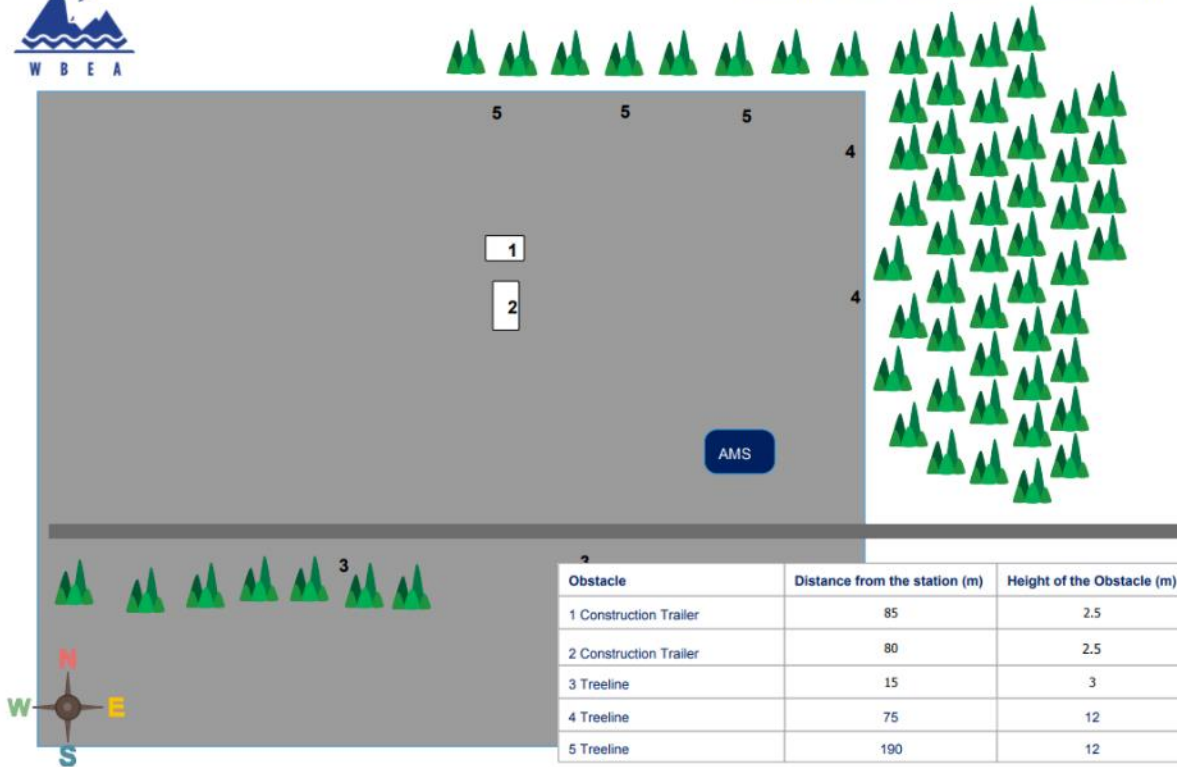 W B E A
5 5 5
4
1
2
4
AMS
3
Obstacle Distance from the station (m) Height of the Obstacle (m)
1 Construction Trailer 85 2.5
2 Construction Trailer 80 2.5
3 Treeline 15 3
4 Treeline 75 12
5 Treeline 190 12
N
W E
S